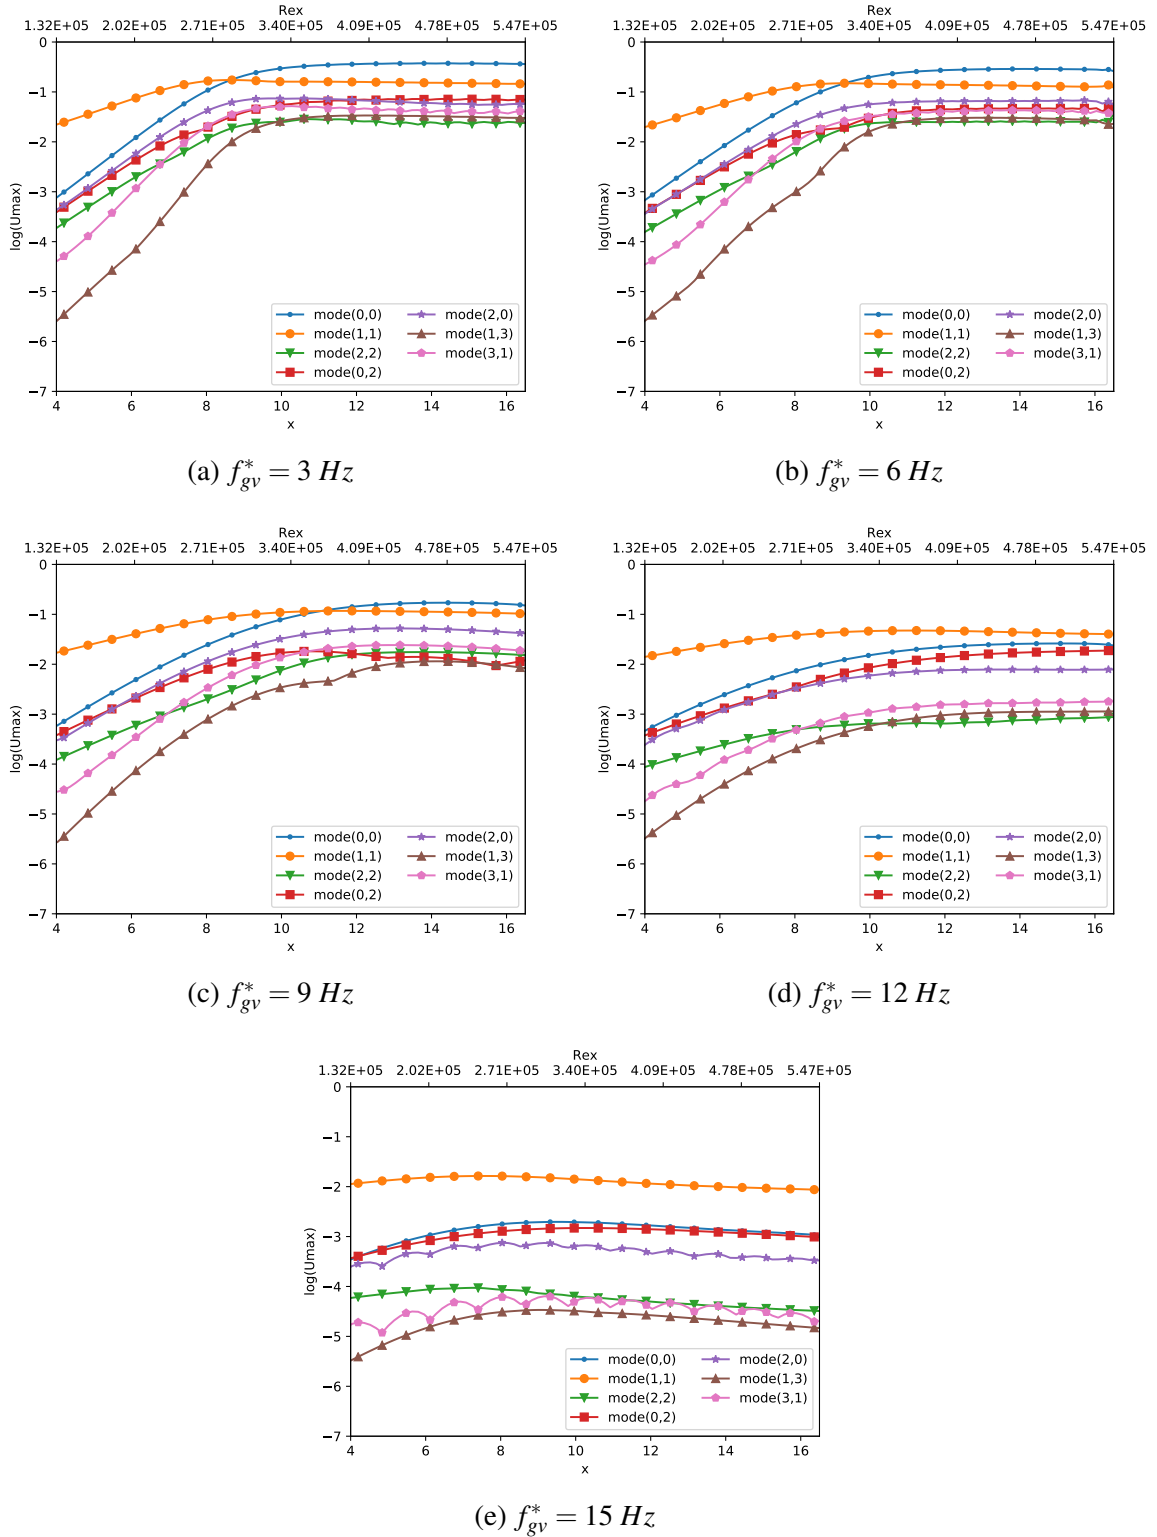 Rex
1.32E+05 2.02E+05 2.71E+05 3.40E+05 4.09E+05 4.78E+05 5.47E+05
0
−1
−2
−3
−4
−5
−6
−7
log(Umax)
mode(0,0) mode(2,0)
mode(1,1) mode(1,3)
mode(2,2) mode(3,1)
mode(0,2)
4 6 8 10 12 14 16
x
(a) f*gv = 3 Hz
Rex
1.32E+05 2.02E+05 2.71E+05 3.40E+05 4.09E+05 4.78E+05 5.47E+05
0
−1
−2
−3
−4
−5
−6
−7
log(Umax)
mode(0,0) mode(2,0)
mode(1,1) mode(1,3)
mode(2,2) mode(3,1)
mode(0,2)
4 6 8 10 12 14 16
x
(b) f*gv = 6 Hz
Rex
1.32E+05 2.02E+05 2.71E+05 3.40E+05 4.09E+05 4.78E+05 5.47E+05
0
−1
−2
−3
−4
−5
−6
−7
log(Umax)
mode(0,0) mode(2,0)
mode(1,1) mode(1,3)
mode(2,2) mode(3,1)
mode(0,2)
4 6 8 10 12 14 16
x
(c) f*gv = 9 Hz
Rex
1.32E+05 2.02E+05 2.71E+05 3.40E+05 4.09E+05 4.78E+05 5.47E+05
0
−1
−2
−3
−4
−5
−6
−7
log(Umax)
mode(0,0) mode(2,0)
mode(1,1) mode(1,3)
mode(2,2) mode(3,1)
mode(0,2)
4 6 8 10 12 14 16
x
(d) f*gv = 12 Hz
Rex
1.32E+05 2.02E+05 2.71E+05 3.40E+05 4.09E+05 4.78E+05 5.47E+05
0
−1
−2
−3
−4
−5
−6
−7
log(Umax)
mode(0,0) mode(2,0)
mode(1,1) mode(1,3)
mode(2,2) mode(3,1)
mode(0,2)
4 6 8 10 12 14 16
x
(e) f*gv = 15 Hz